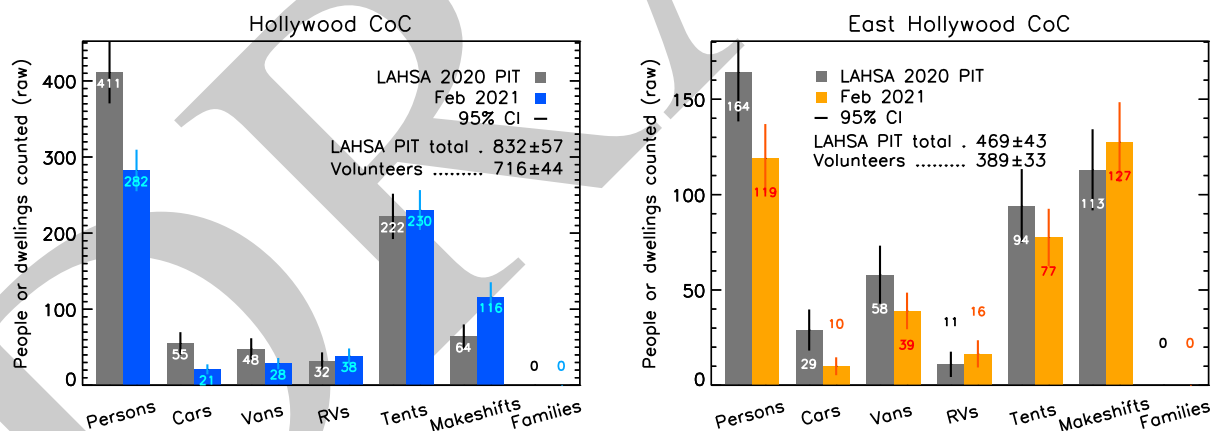 Hollywood CoC
People or dwellings counted (row)
400
300
200
100
0
LAHSA 2020 PIT
Feb 2021
95% CI
LAHSA PIT total . 832±57
Volunteers ......... 716±44
411
282
55
21
48
28
32
38
222
230
64
116
0
0
Persons
Cars
Vans
RVs
Tents
Makeshifts
Families
East Hollywood CoC
People or dwellings counted (row)
150
100
50
0
LAHSA 2020 PIT
Feb 2021
95% CI
LAHSA PIT total . 469±43
Volunteers ......... 389±33
164
119
29
10
58
39
11
16
94
77
113
127
0
0
Persons
Cars
Vans
RVs
Tents
Makeshifts
Families